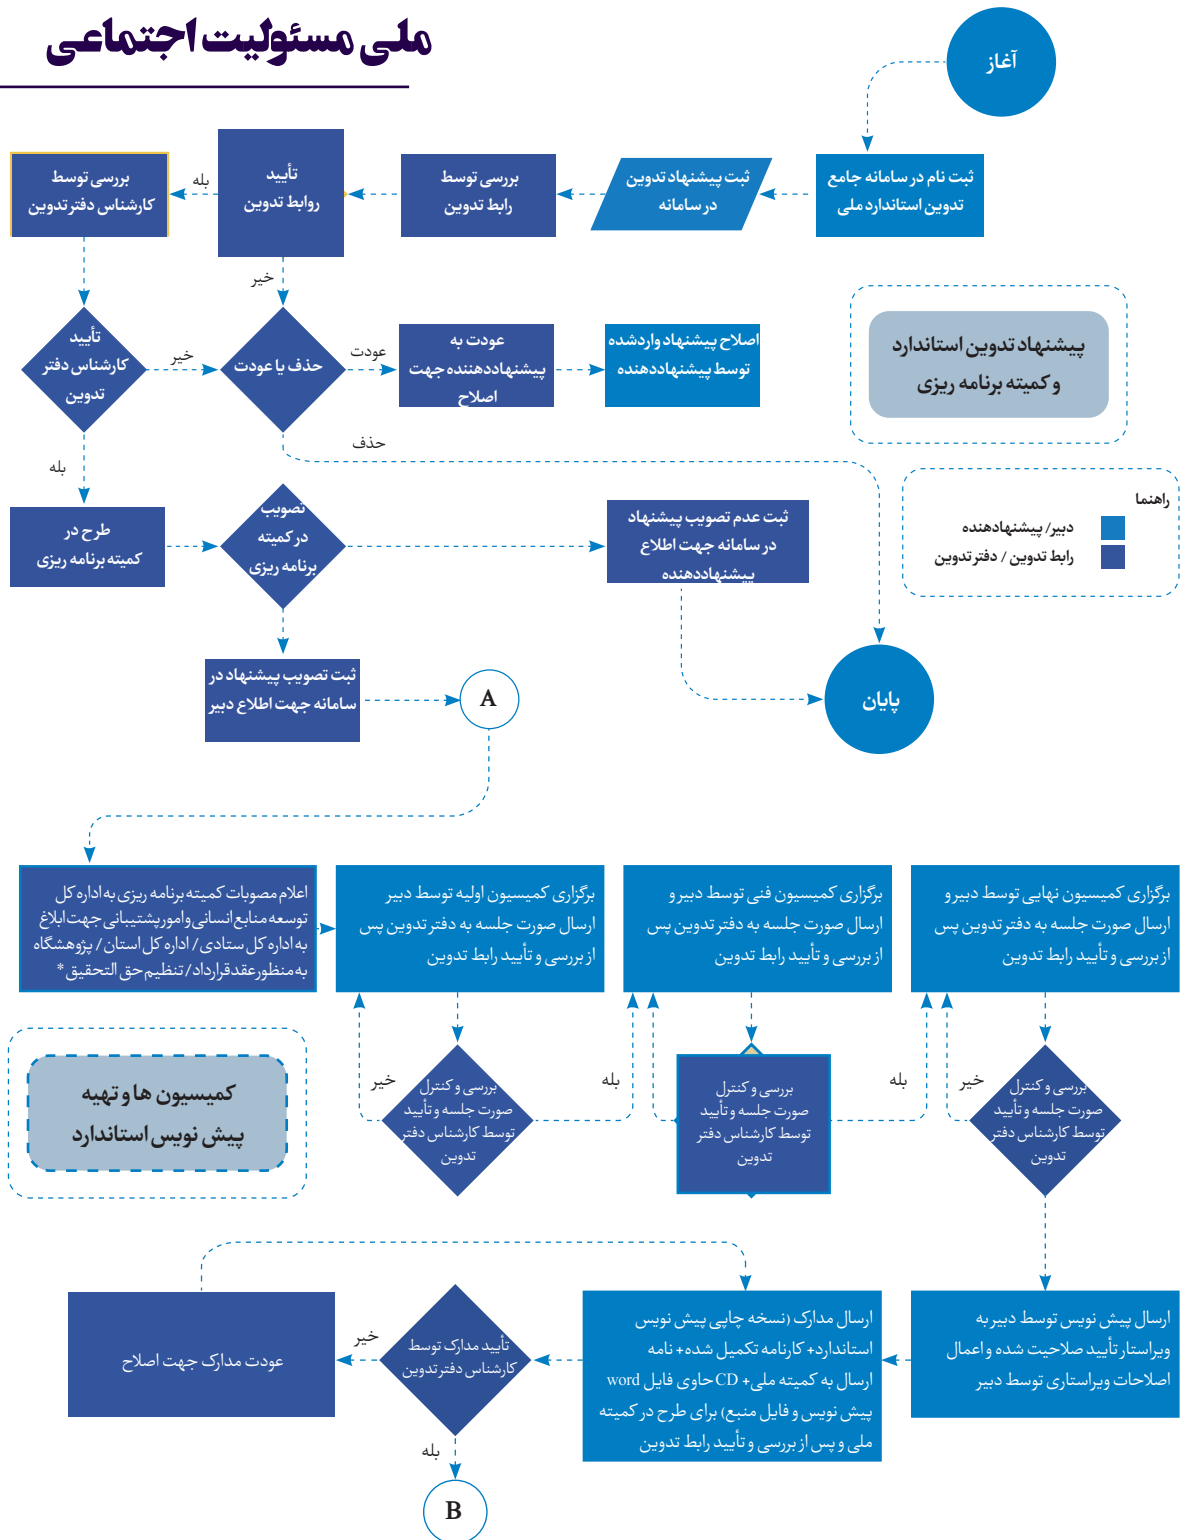 ملی مسئولیت اجتماعی
آغاز
ثبت نام در سامانه جامع
تدوین استاندارد ملی
ثبت پیشنهاد تدوین
در سامانه
بررسی توسط
رابط تدوین
تأیید
روابط تدوین
بله
بررسی توسط
کارشناس دفتر تدوین
خیر
تأیید
کارشناس دفتر
تدوین
خیر
حذف یا عودت
عودت
عودت به
پیشنهاددهننده جهت
اصلاح
اصلاح پیشنهاد واردشده
توسط پیشنهاددهنده
پیشنهاد تدوین استاندارد
و کمیته برنامه ریزی
حذف
بله
راهنما
دبیر/ پیشنهادهنده
رابط تدوین / دفتر تدوین
طرح در
کمیته برنامه ریزی
تصویب
در کمیته
برنامه ریزی
ثبت عدم تصویب پیشنهاد
در سامانه جهت اطلاع
پیشنهاددهنده
ثبت تصویب پیشنهاد در
سامانه جهت اطلاع دبیر
A
پایان
اعلام مصوبات کمیته برنامه ریزی به اداره کل
توسعه منابع انسانی و امور پشتیبانی جهت ابلاغ
به اداره کل ستادی/ اداره کل استان/ پژوهشگاه
به منظور عقد قرارداد/ تنظیم حق التحقیق *
برگزاری کمیسیون اولیه توسط دبیر
ارسال صورت جلسه به دفتر تدوین پس
از بررسی و تأیید رابط تدوین
برگزاری کمیسیون فنی توسط دبیر و
ارسال صورت جلسه به دفتر تدوین پس
از بررسی و تأیید رابط تدوین
برگزاری کمیسیون نهایی توسط دبیر و
ارسال صورت جلسه به دفتر تدوین پس
از بررسی و تأیید رابط تدوین
کمیسیون ها و تهیه
پیش نویس استاندارد
خیر
بررسی و کنترل
صورت جلسه و تأیید
توسط کارشناس دفتر
تدوین
بله
بررسی و کنترل
صورت جلسه و تأیید
توسط کارشناس دفتر
تدوین
بله
خیر
بررسی و کنترل
صورت جلسه و تأیید
توسط کارشناس دفتر
تدوین
ارسال پیش نویس توسط دبیر به
ویراستار تأیید صلاحیت شده و اعمال
اصلاحات ویراستاری توسط دبیر
ارسال مدارک (نسخه چاپی پیش نویس
استاندارد+ کارنامه تکمیل شده+ نامه
ارسال به کمیته ملی+ CD حاوی فایل word
پیش نویس و فایل منبع) برای طرح در کمیته
ملی و پس از بررسی و تأیید رابط تدوین
تأیید مدارک توسط
کارشناس دفتر تدوین
خیر
عودت مدارک جهت اصلاح
بله
B